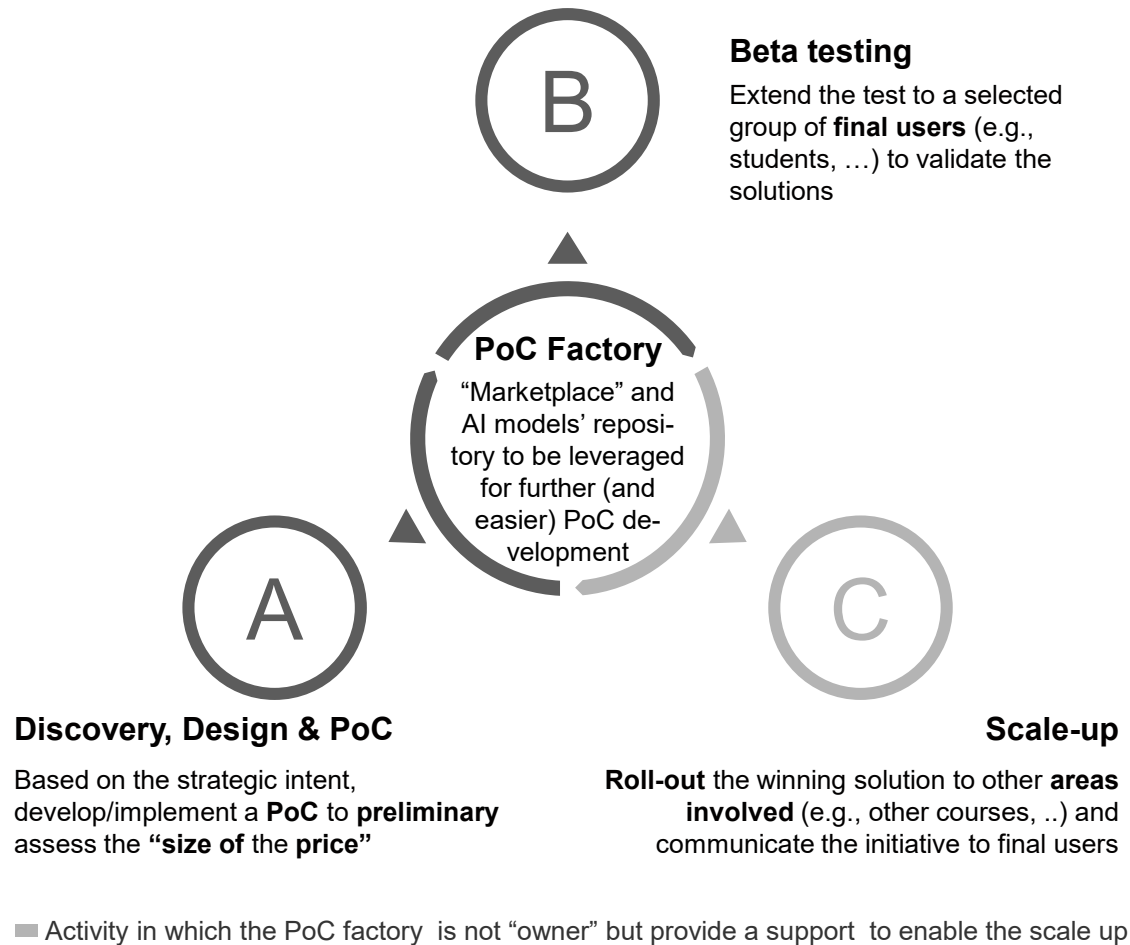 B
Beta testing
Extend the test to a selected
group of final users (e.g.,
students, …) to validate the
solutions
PoC Factory
“Marketplace” and
AI models’ reposi-
tory to be leveraged
for further (and
easier) PoC de-
velopment
A
Discovery, Design & PoC
Based on the strategic intent,
develop/implement a PoC to preliminary
assess the “size of the price”
C
Scale-up
Roll-out the winning solution to other areas
involved (e.g., other courses, ..) and
communicate the initiative to final users
Activity in which the PoC factory is not “owner” but provide a support to enable the scale up